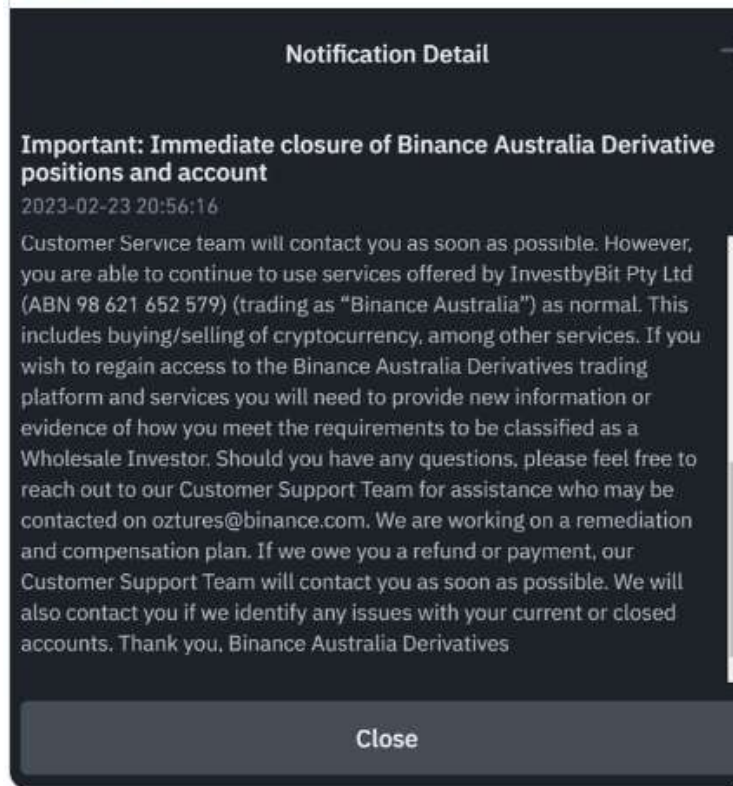 Notification Detail
Important: Immediate closure of Binance Australia Derivative
positions and account
2023-02-23 20:56:16
Customer Service team will contact you as soon as possible. However,
you are able to continue to use services offered by InvestbyBit Pty Ltd
(ABN 98 621 652 579) (trading as “Binance Australia”) as normal. This
includes buying/selling of cryptocurrency, among other services. If you
wish to regain access to the Binance Australia Derivatives trading
platform and services you will need to provide new information or
evidence of how you meet the requirements to be classified as a
Wholesale Investor. Should you have any questions, please feel free to
reach out to our Customer Support Team for assistance who may be
contacted on oztures@binance.com. We are working on a remediation
and compensation plan. If we owe you a refund or payment, our
Customer Support Team will contact you as soon as possible. We will
also contact you if we identify any issues with your current or closed
accounts. Thank you, Binance Australia Derivatives
Close